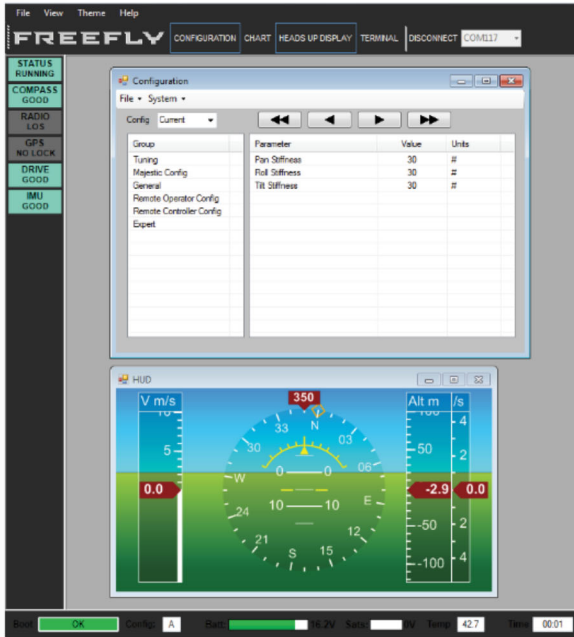 File View Theme Help
FREEFLY CONFIGURATION CHART HEADS UP DISPLAY TERMINAL DISCONNECT COM117
STATUS
RUNNING
COMPASS
GOOD
RADIO
LOS
GPS
NO LOCK
DRIVE
GOOD
IMU
GOOD
Configuration
File System
Config Current
Group
Tuning
Majestic Config
General
Remote Operator Config
Remote Controller Config
Expert
Parameter Value Units
Pan Stiffness 30 #
Roll Stiffness 30 #
Tilt Stiffness 30 #
HUD
V m/s
10
5
0.0
350
33 N 03
30 06
W E
24 12
21 S 15
0 0
10 10
Alt m /s
100 4
50 2
-2.9 0.0
-50 -2
-100 -4
Boot OK Config: A Batt: 16.2V Sats: 0V Temp 42.7 Time 00:01